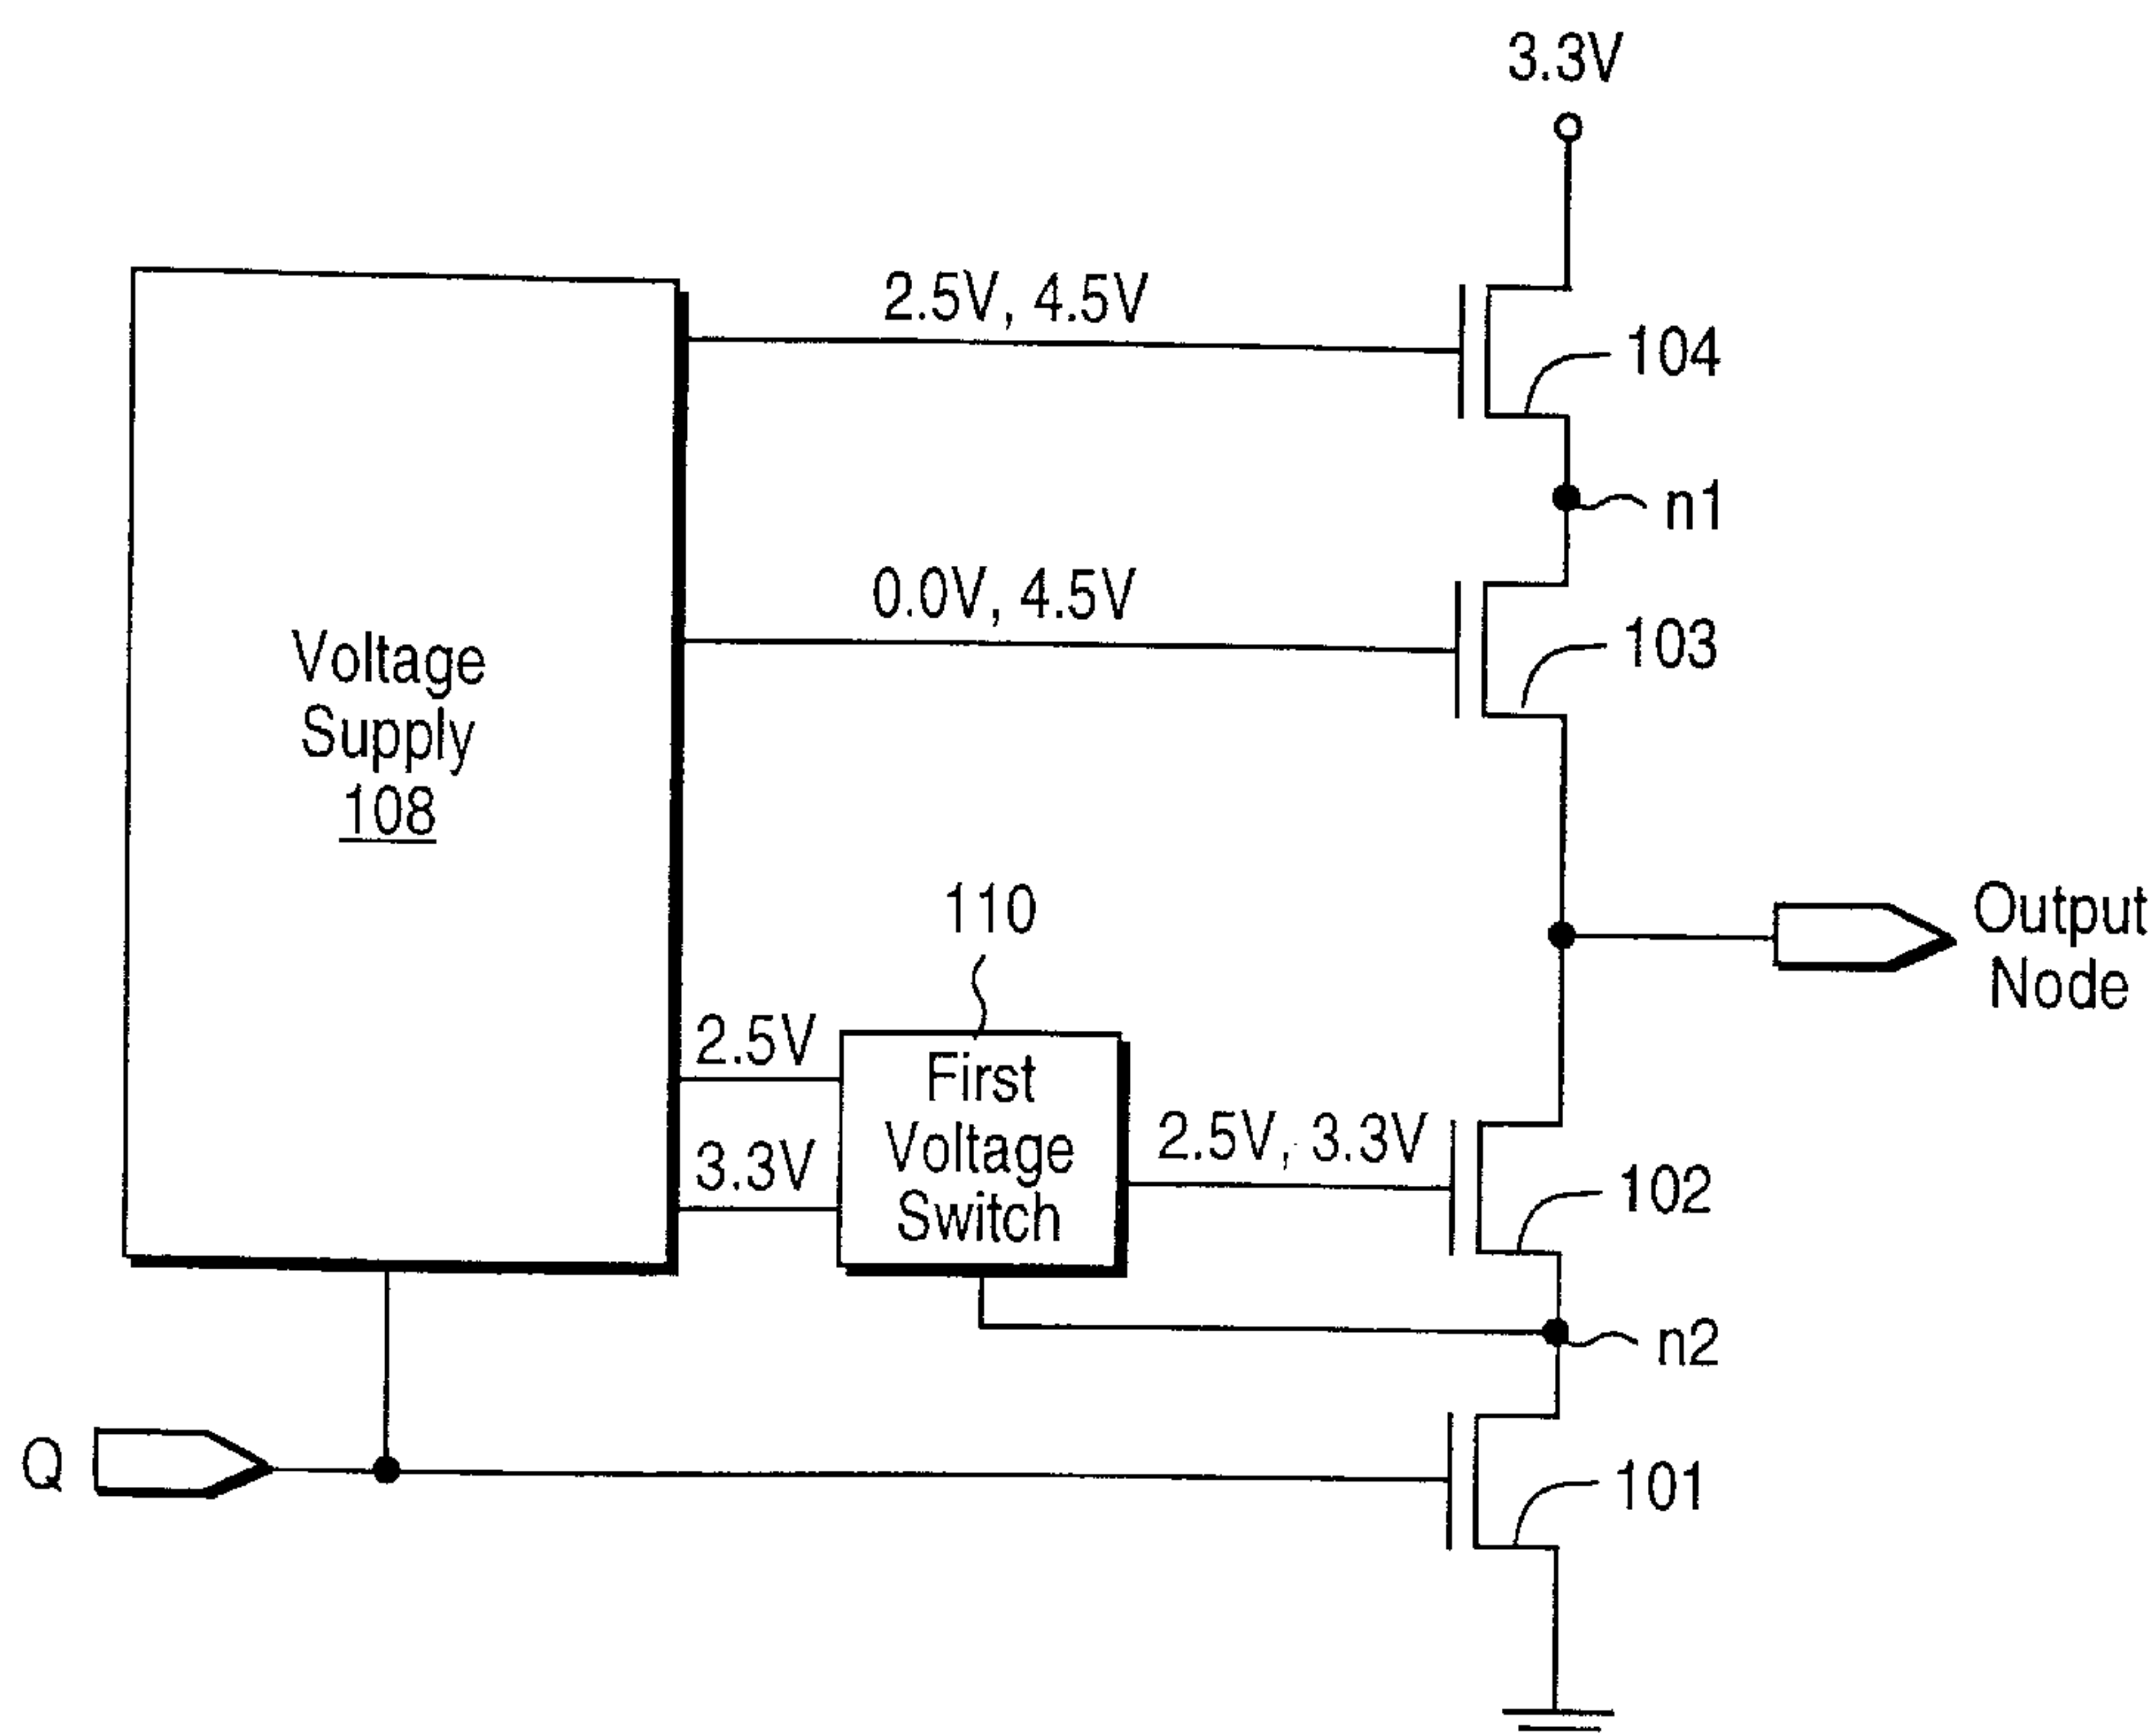 3.3V
2.5V, 4.5V
104
n1
0.0V, 4.5V
103
Voltage
Supply
108
110
Output
Node
2.5V
First
Voltage
Switch
3.3V
2.5V, 3.3V
102
n2
Q
101